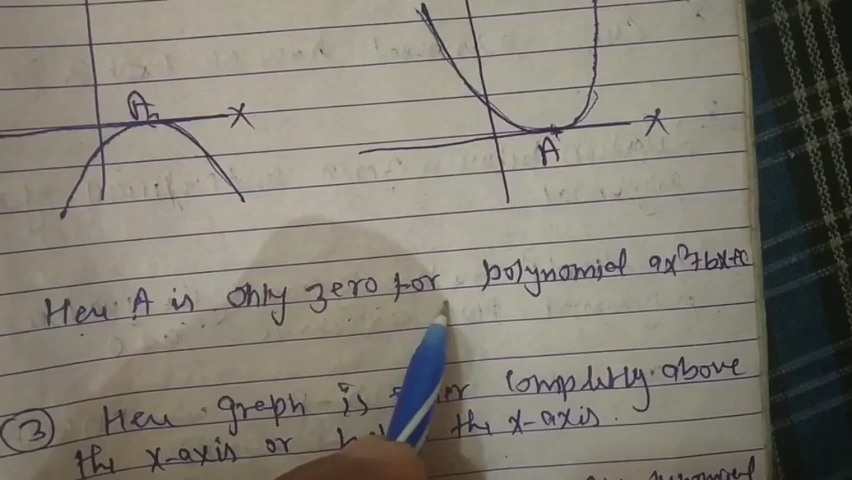 A X
X
A
Here A is only zero for polynomial ax²+bx+c
③ Here graph is completely above
the x-axis or the x-axis.